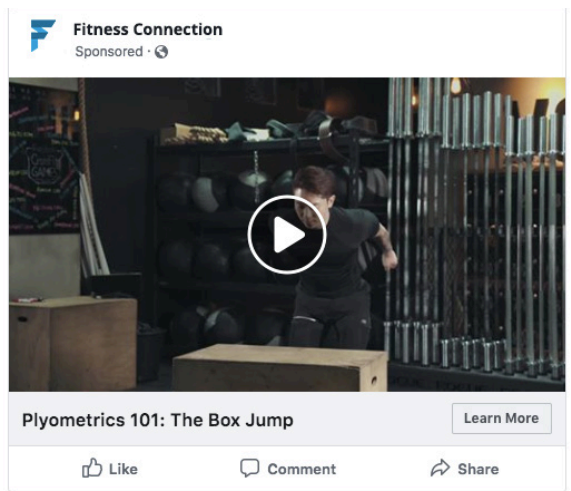 Fitness Connection
Sponsored ·
Plyometrics 101: The Box Jump
Learn More
Like
Comment
Share